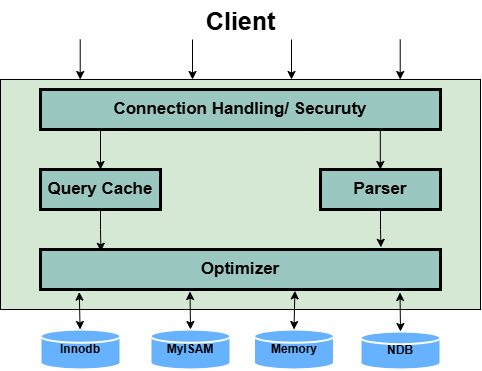 Client
Connection Handling/ Securuty
Query Cache
Parser
Optimizer
Innodb
MyISAM
Memory
NDB